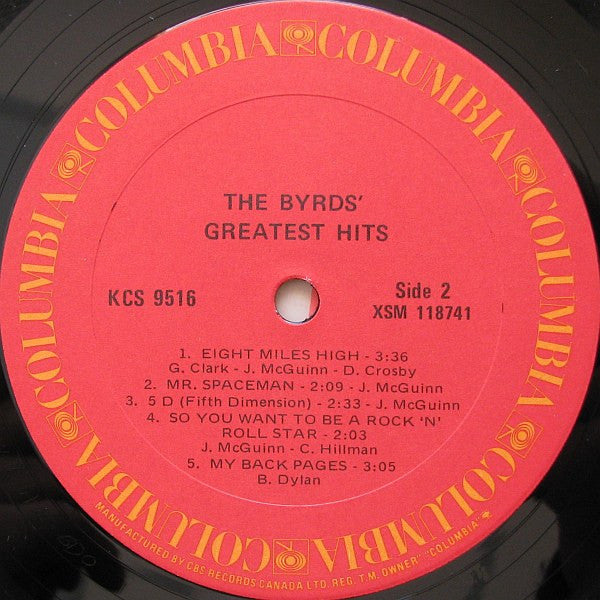 COLUMBIA COLUMBIA COLUMBIA COLUMBIA COLUMBIA COLUMBIA
THE BYRDS'
GREATEST HITS
KCS 9516
Side 2
XSM 118741
1. EIGHT MILES HIGH - 3:36
G. Clark - J. McGuinn - D. Crosby
2. MR. SPACEMAN - 2:09 - J. McGuinn
3. 5 D (Fifth Dimension) - 2:33 - J. McGuinn
4. SO YOU WANT TO BE A ROCK 'N'
ROLL STAR - 2:03
J. McGuinn - C. Hillman
5. MY BACK PAGES - 3:05
B. Dylan
MANUFACTURED BY CBS RECORDS CANADA LTD. REG. T.M. OWNER-"COLUMBIA"